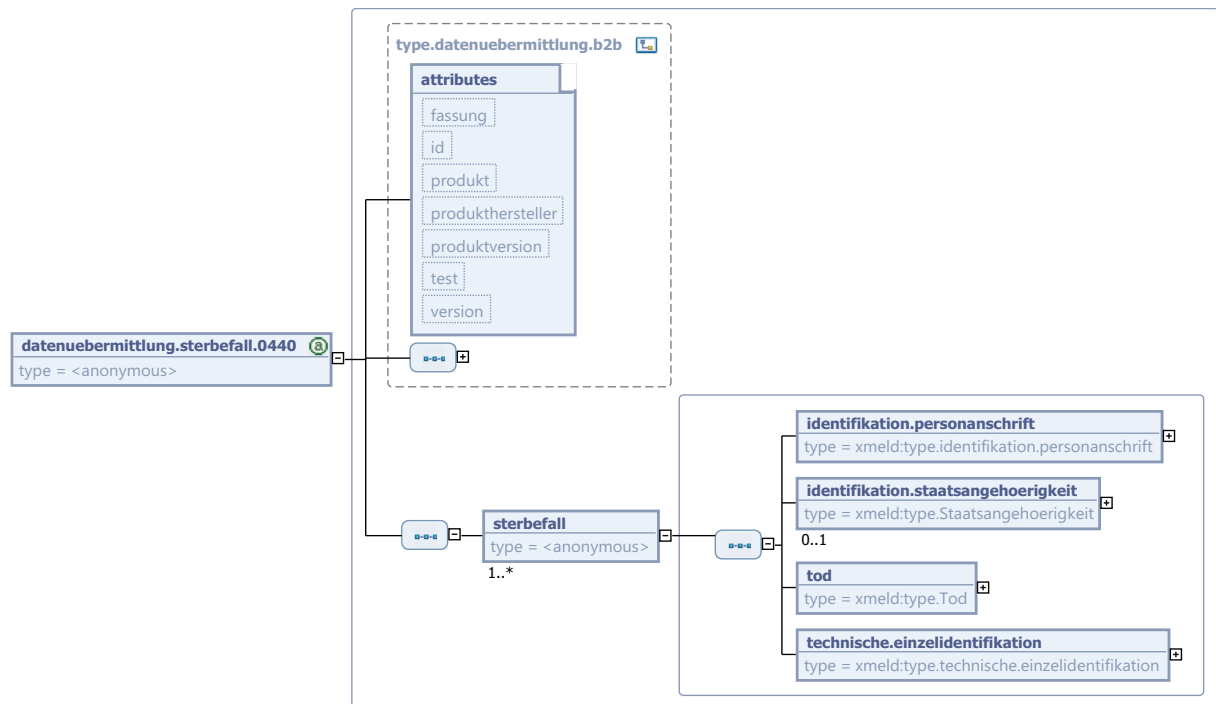 type.datenuebermittlung.b2b
attributes
fassung
id
produkt
produkthersteller
produktversion
test
version
datenuebermittlung.sterbefall.0440
type = <anonymous>
identifikation.personanschrift
type = xmeld:type.identifikation.personanschrift
identifikation.staatsangehoerigkeit
type = xmeld:type.Staatsangehoerigkeit
0..1
sterbefall
type = <anonymous>
1..*
tod
type = xmeld:type.Tod
technische.einzelidentifikation
type = xmeld:type.technische.einzelidentifikation